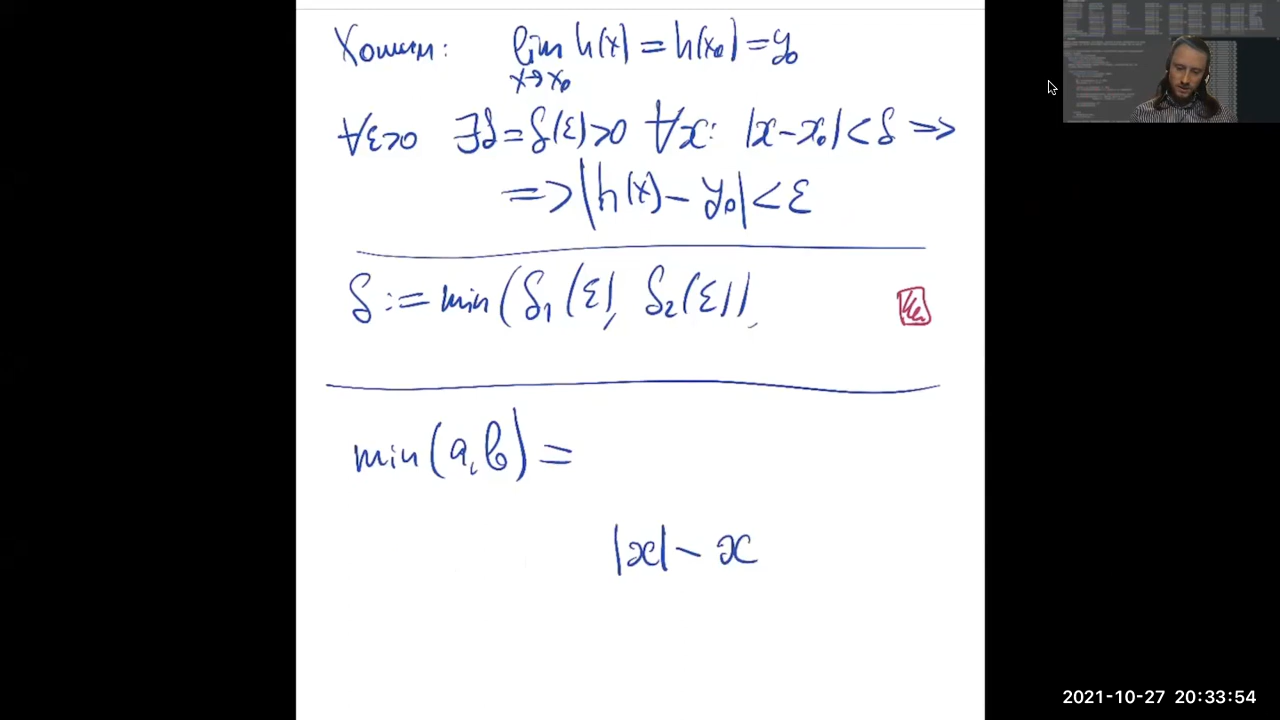 Хотим: lim h(x) = h(x₀) = y₀
x→x₀
∀ε>0 ∃δ=δ(ε)>0 ∀x: |x-x₀|<δ =>
=> |h(x) - y₀| < ε
δ := min(δ₁(ε), δ₂(ε)),
min(a,b) =
|x| - x
2021-10-27 20:33:54